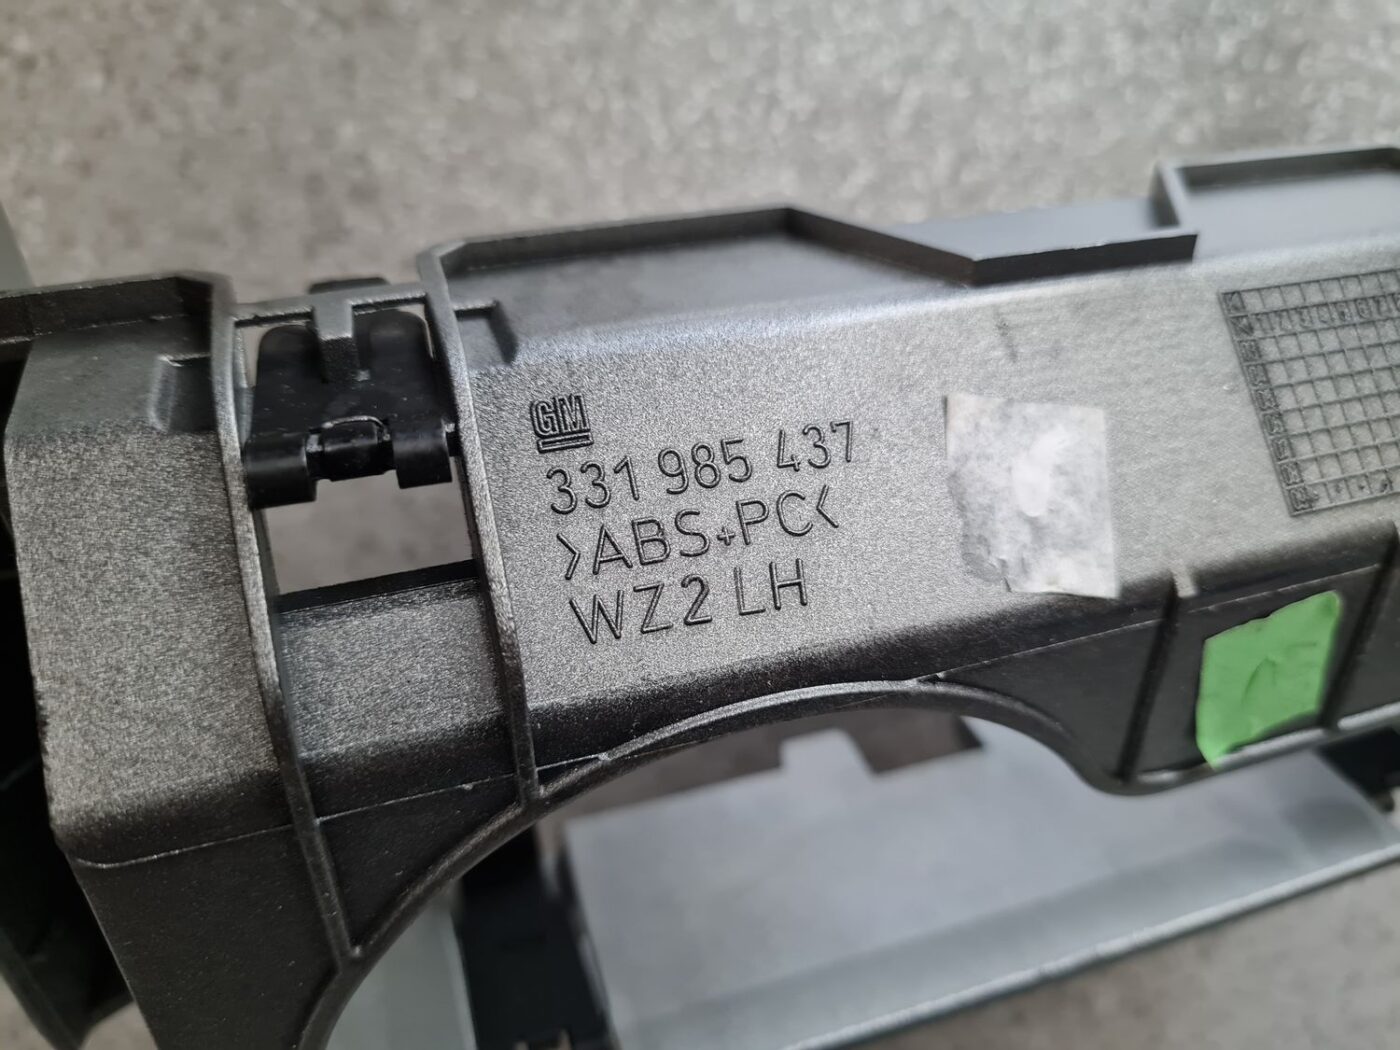 GM
331 985 437
>ABS+PC<
WZ2 LH